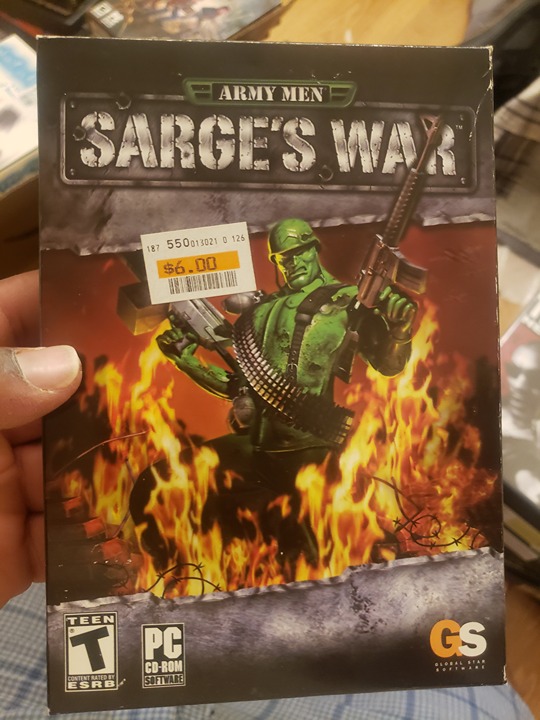 ARMY MEN
SARGE'S WAR™
187 550013021 0 126
$6.00
TEEN
T
CONTENT RATED BY
ESRB
PC
CD-ROM
SOFTWARE
GS
GLOBAL STAR
SOFTWARE